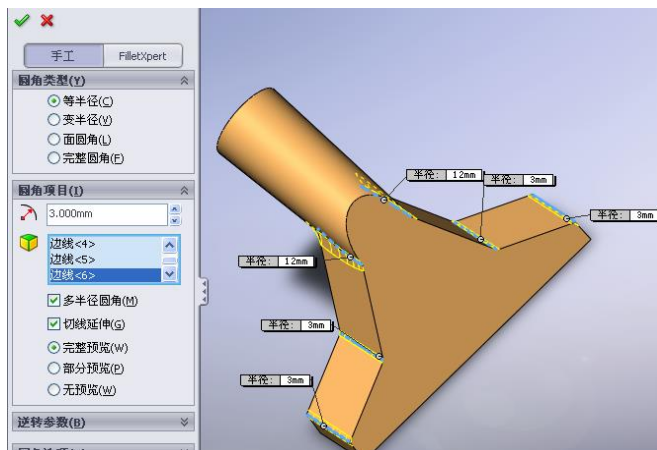 手工 FilletXpert
圆角类型(Y)
等半径(C)
变半径(V)
面圆角(L)
完整圆角(F)
圆角项目(I)
3.000mm
边线<4>
边线<5>
边线<6>
多半径圆角(M)
切线延伸(G)
完整预览(W)
部分预览(P)
无预览(W)
逆转参数(B)
半径: 12mm
半径: 3mm
半径: 3mm
半径: 12mm
半径: 3mm
半径: 3mm